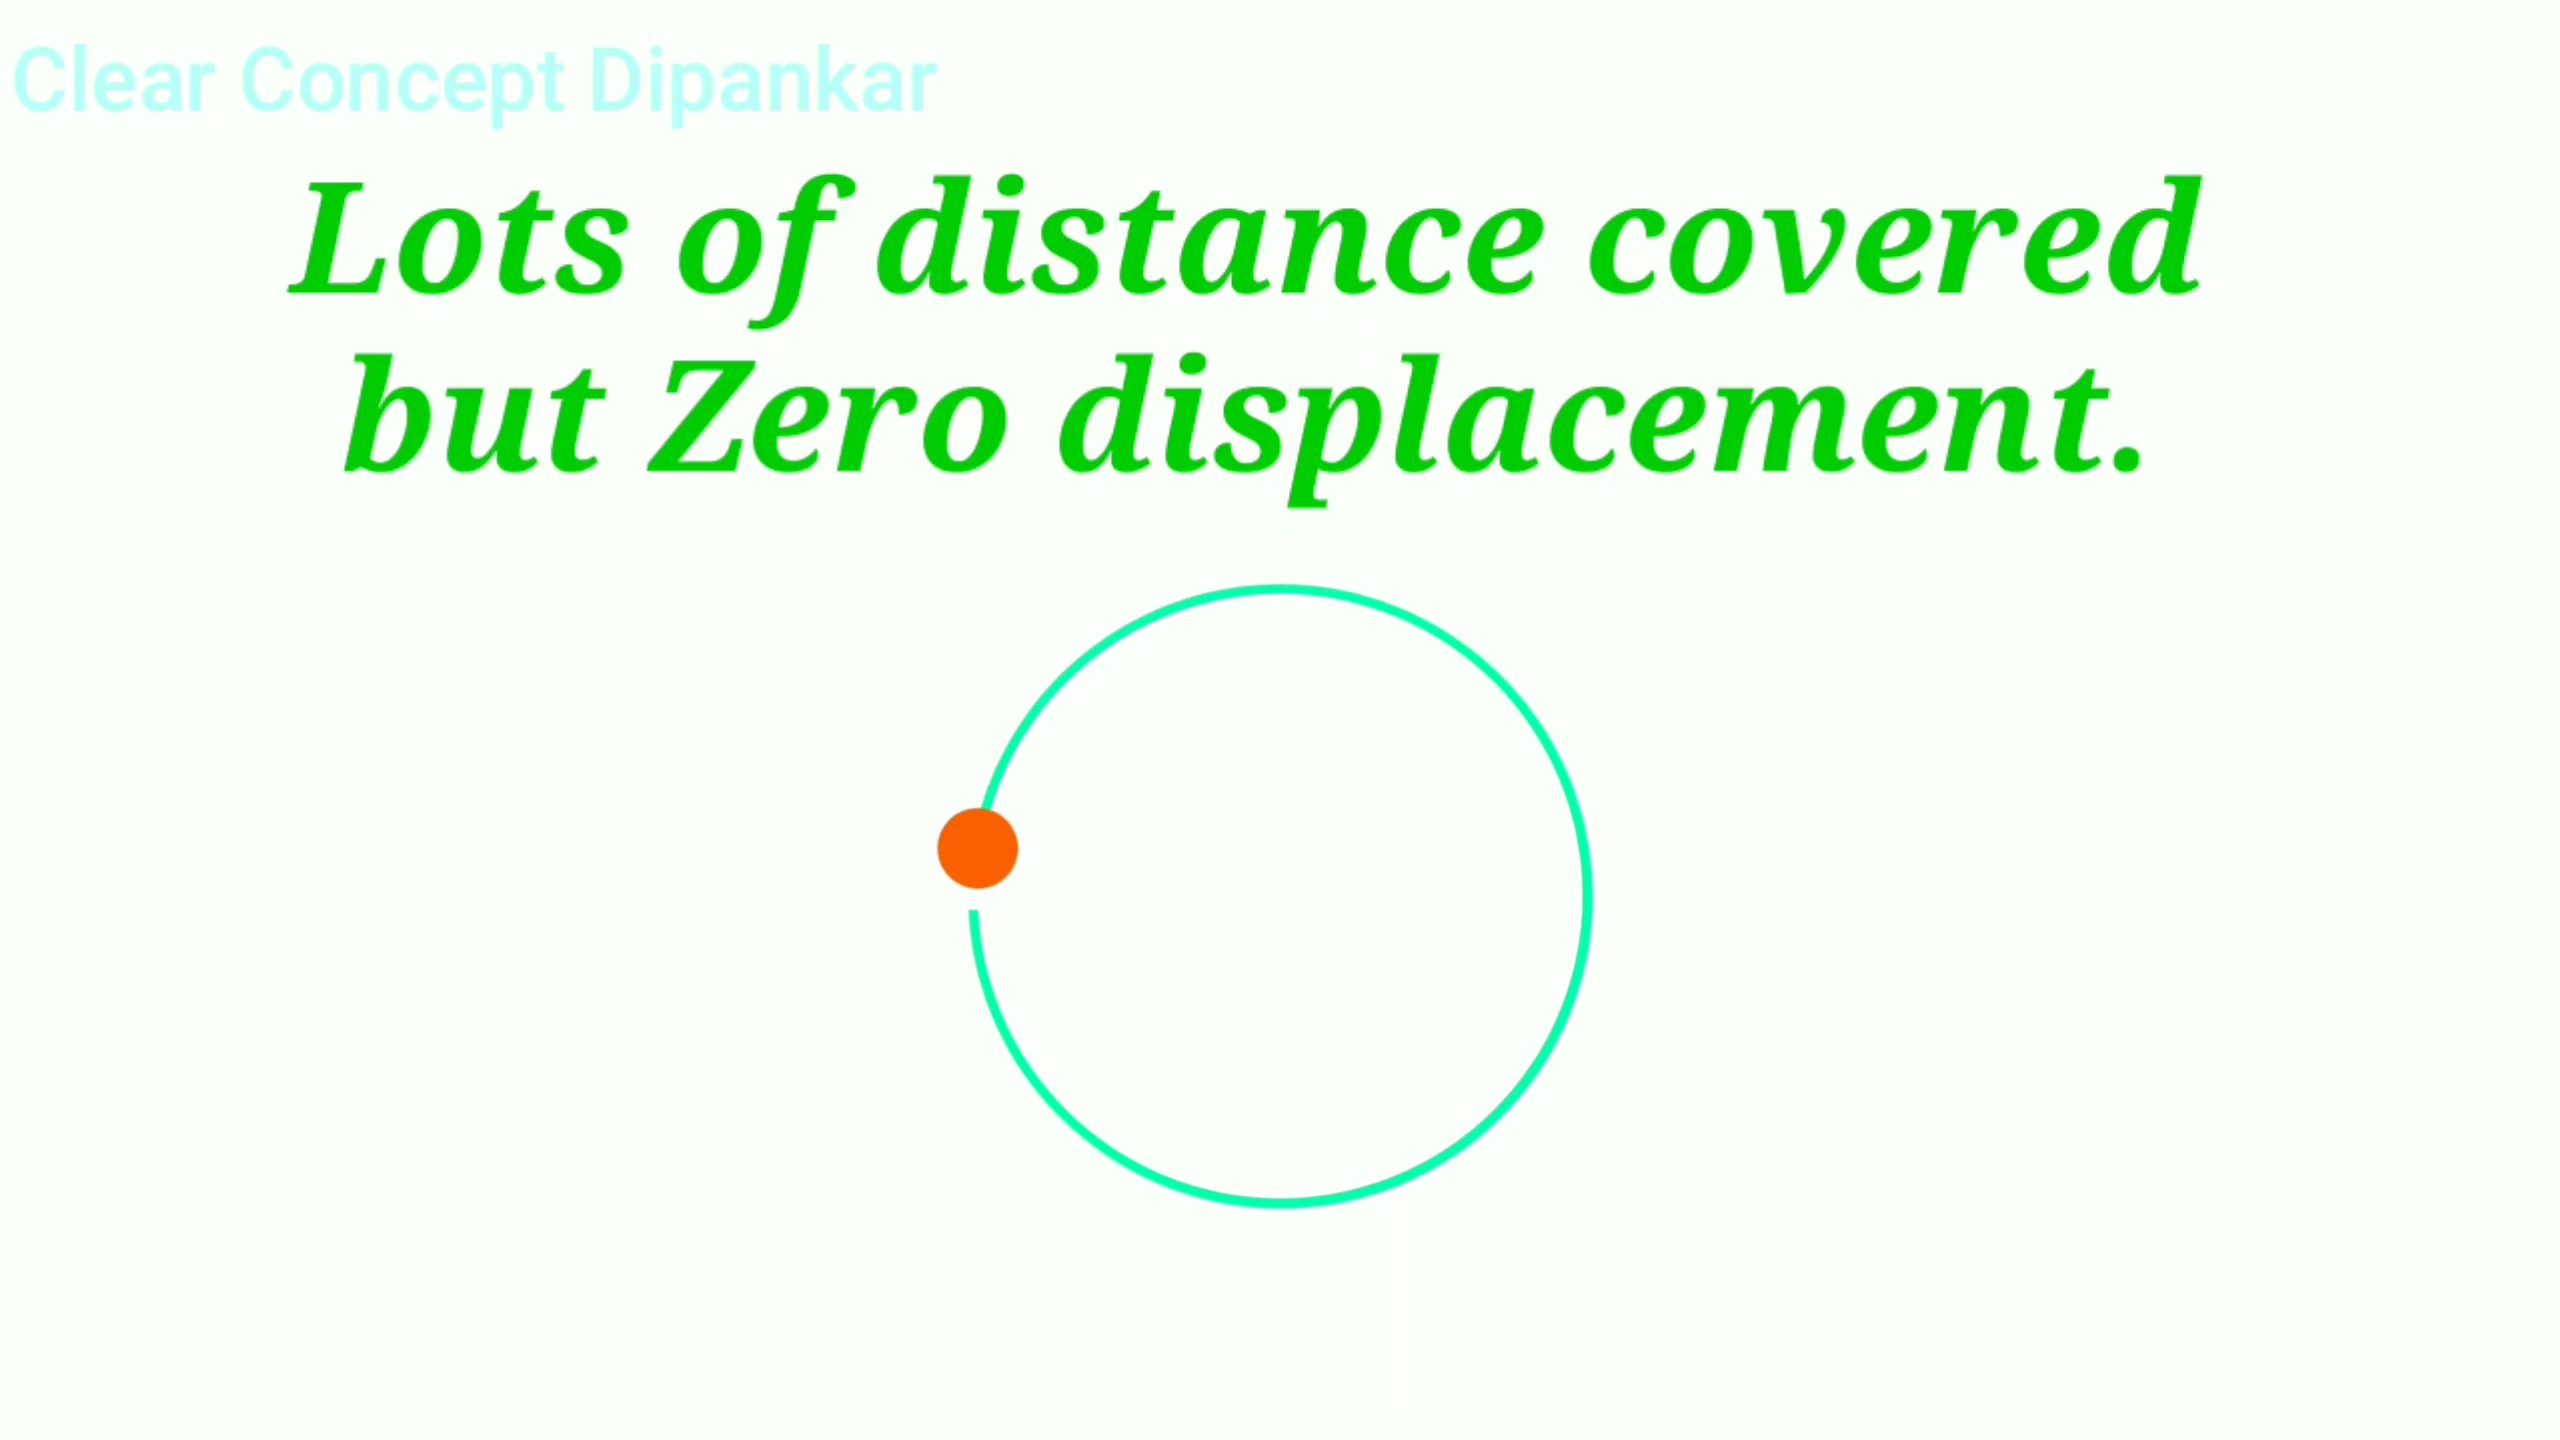 Clear Concept Dipankar
Lots of distance covered
but Zero displacement.